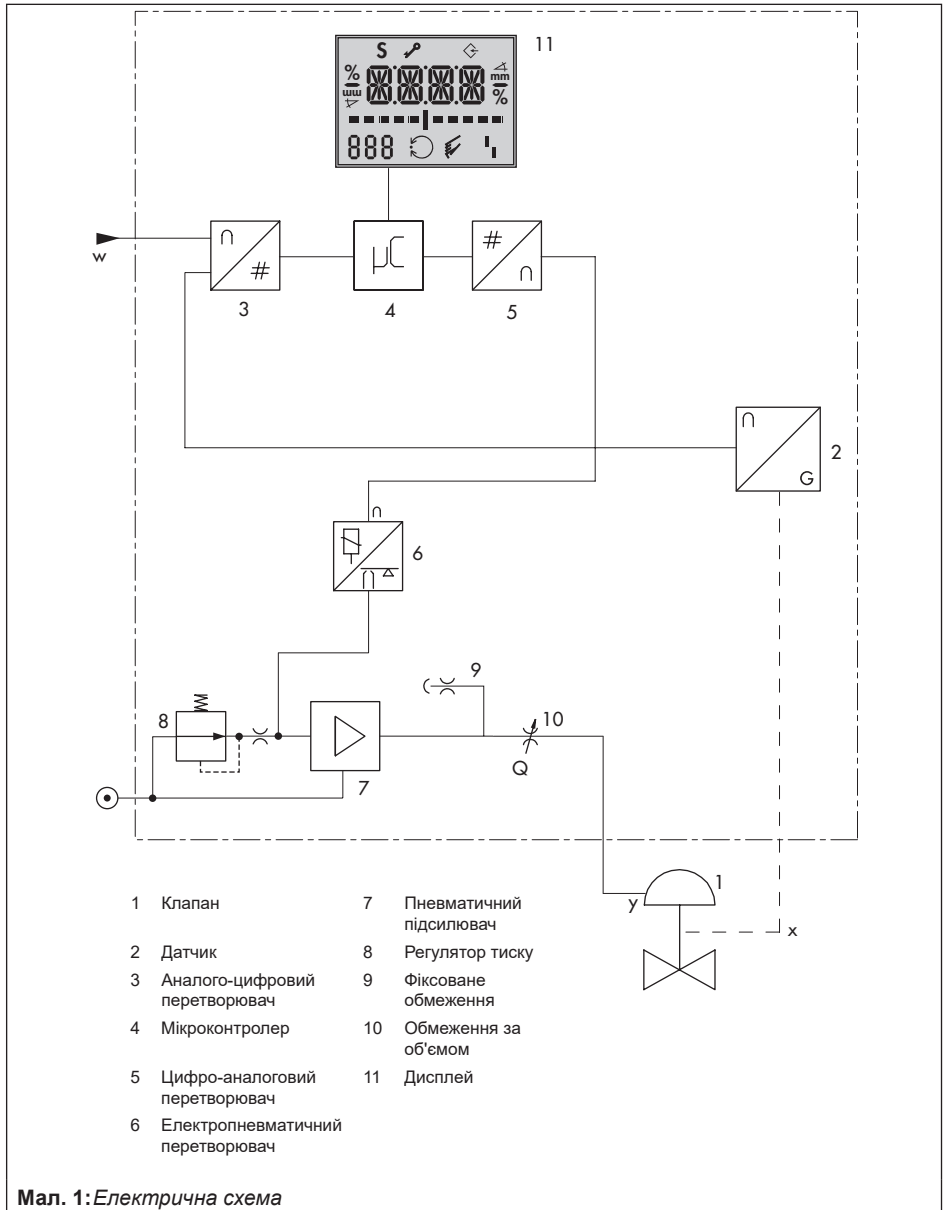 11
S
%
mm
mm
%
888
w
∩
#
3
µC
4
#
∩
5
∩
G
2
∩
6
9
8
7
10
Q
1
y
x
1 Клапан
2 Датчик
3 Аналого-цифровий
перетворювач
4 Мікроконтролер
5 Цифро-аналоговий
перетворювач
6 Електропневматичний
перетворювач
7 Пневматичний
підсилювач
8 Регулятор тиску
9 Фіксоване
обмеження
10 Обмеження за
об'ємом
11 Дисплей
Мал. 1: Електрична схема